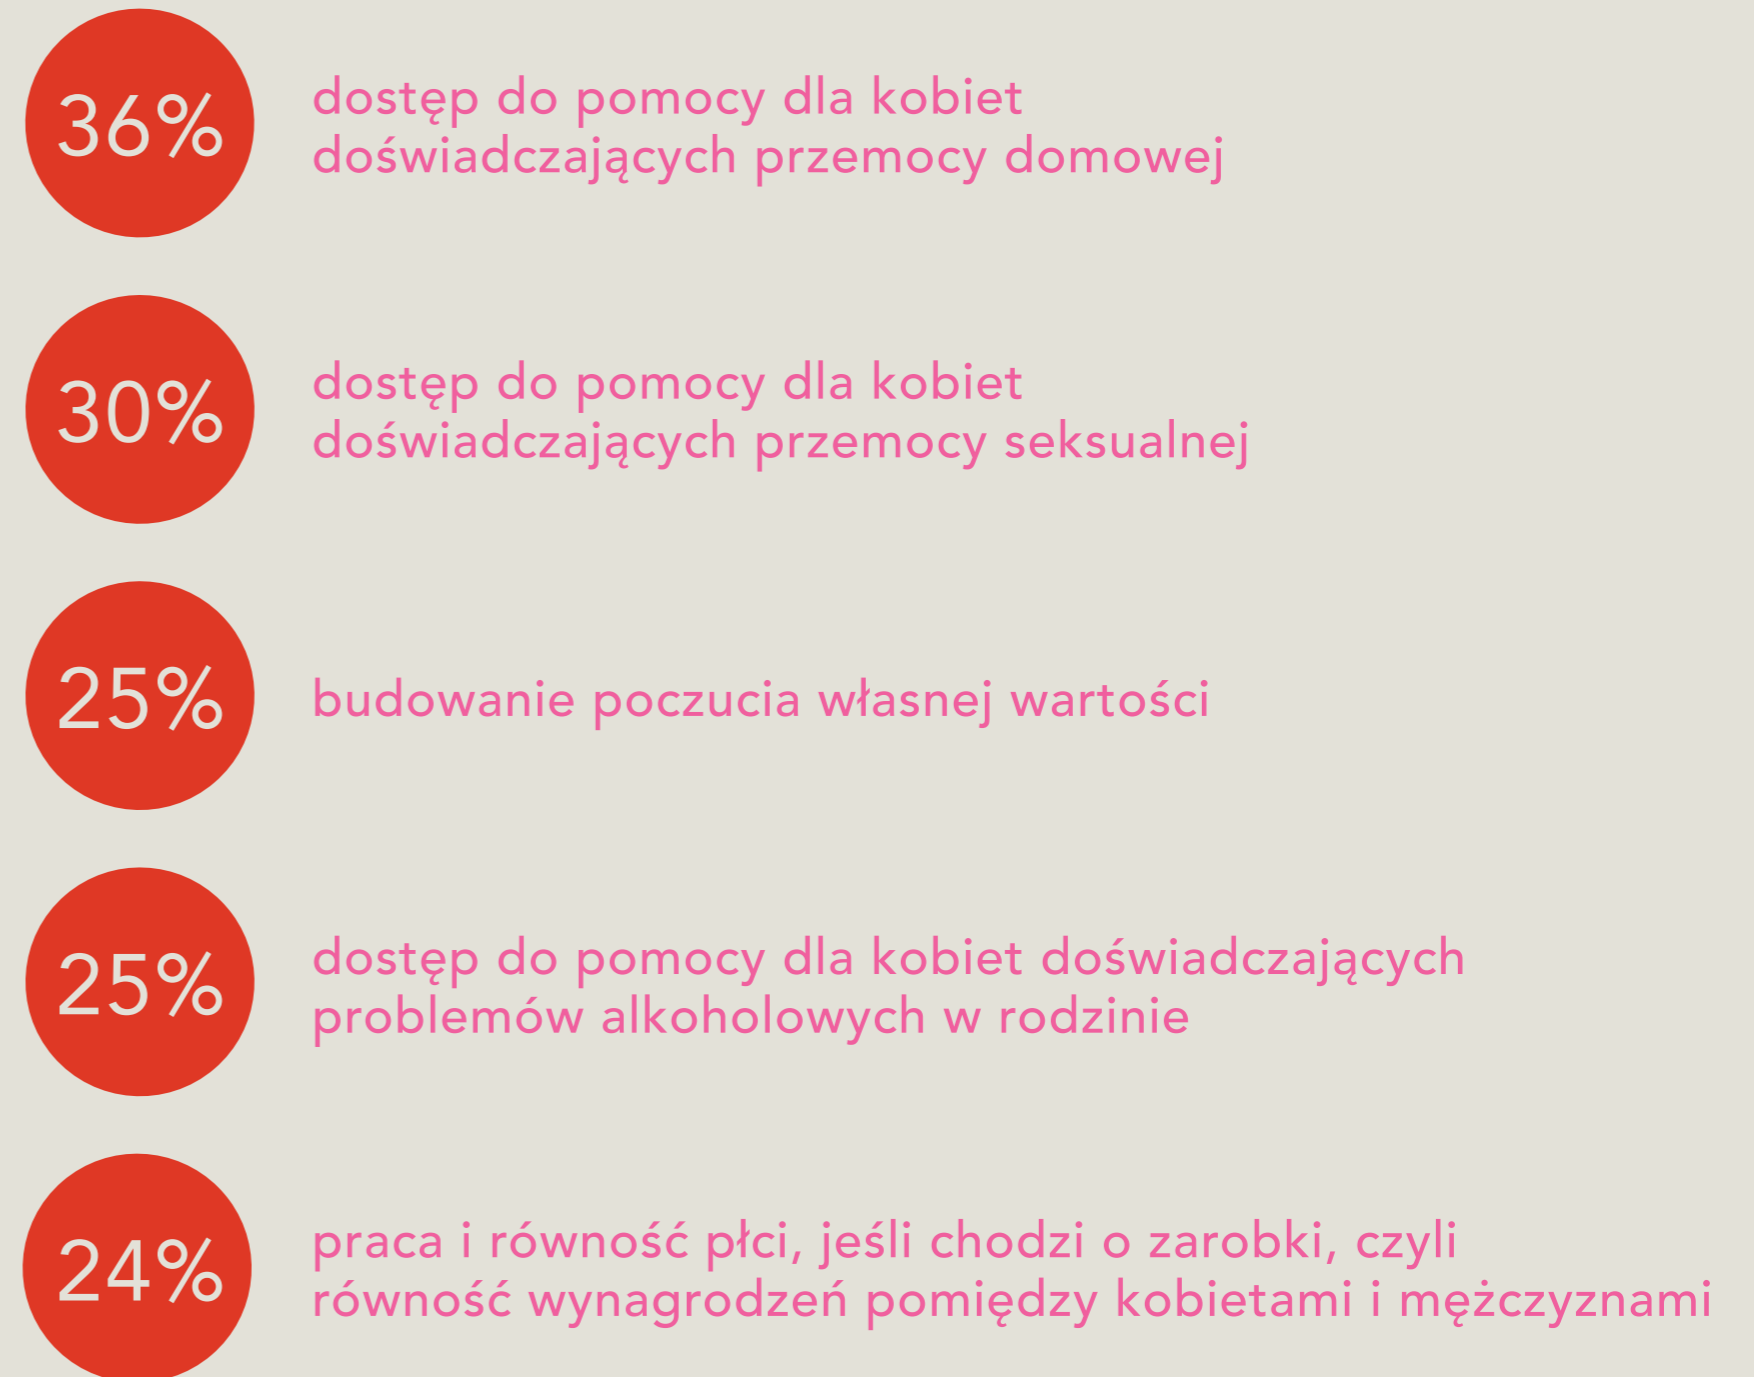 36%
dostęp do pomocy dla kobiet
doświadczających przemocy domowej
30%
dostęp do pomocy dla kobiet
doświadczających przemocy seksualnej
25%
budowanie poczucia własnej wartości
25%
dostęp do pomocy dla kobiet doświadczających
problemów alkoholowych w rodzinie
24%
praca i równość płci, jeśli chodzi o zarobki, czyli
równość wynagrodzeń pomiędzy kobietami i mężczyznami